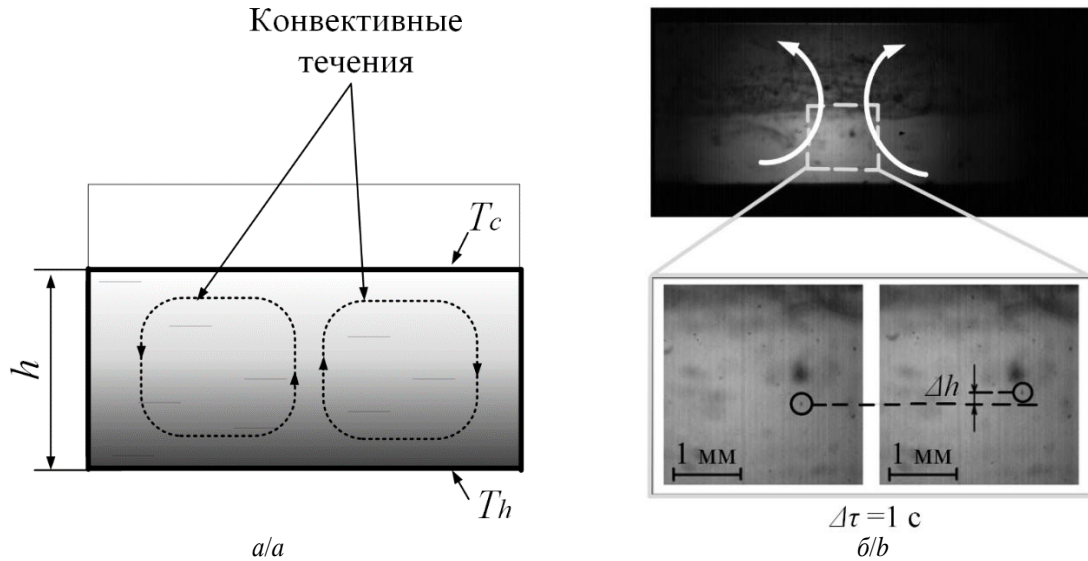 Конвективные
течения
Tc
h
Th
а/a
Δh
1 мм
1 мм
Δτ =1 с
б/b